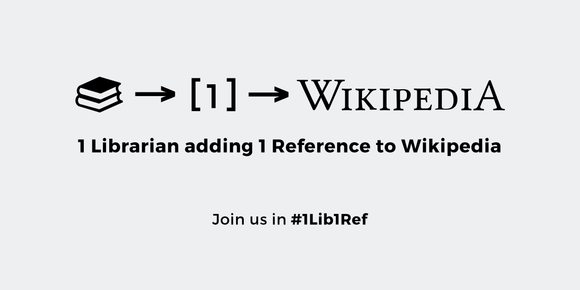 → [1] → WIKIPEDIA
1 Librarian adding 1 Reference to Wikipedia
Join us in #1Lib1Ref